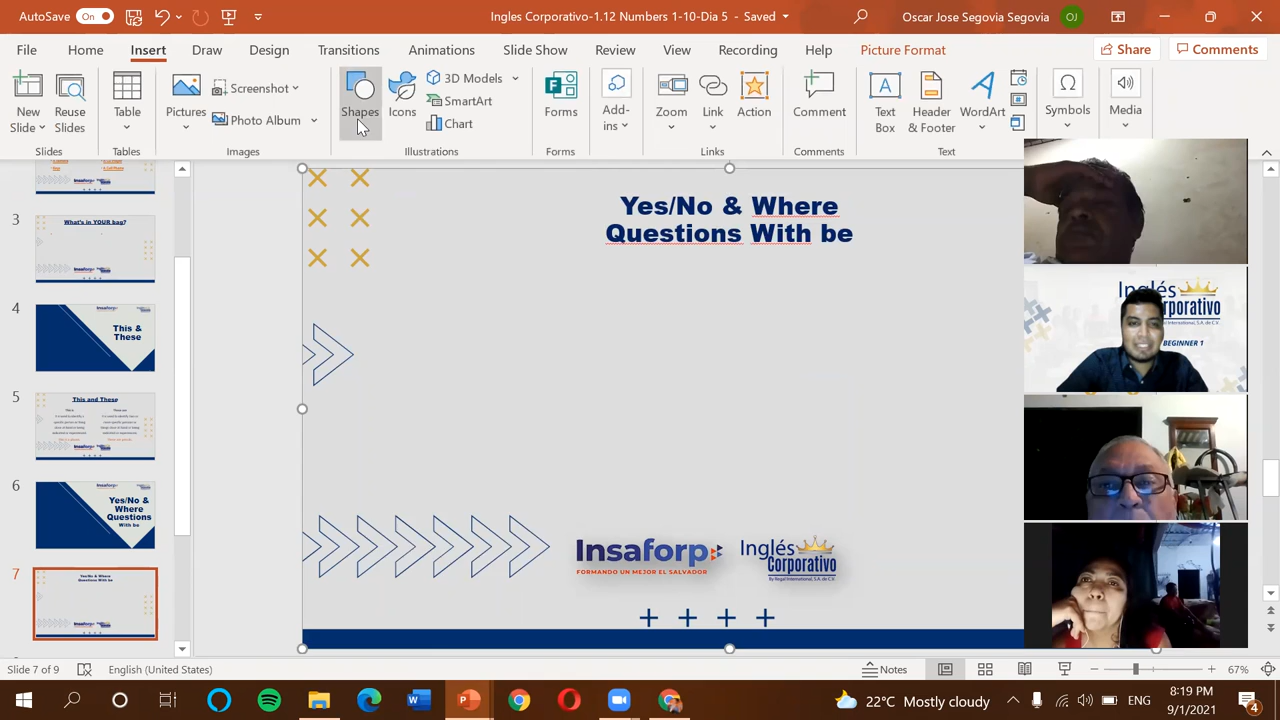 AutoSave On
Ingles Corporativo-1.12 Numbers 1-10-Dia 5 - Saved
Oscar Jose Segovia Segovia
OJ
File
Home
Insert
Draw
Design
Transitions
Animations
Slide Show
Review
View
Recording
Help
Picture Format
Share
Comments
New Slide
Reuse Slides
Table
Pictures
Screenshot
Photo Album
Shapes
Icons
3D Models
SmartArt
Chart
Forms
Add-ins
Zoom
Link
Action
Comment
Text Box
Header & Footer
WordArt
Symbols
Media
Slides
Tables
Images
Illustrations
Forms
Links
Comments
Text
3
What's in YOUR bag?
4
This &
These
5
This and These
6
Yes/No &
Where
Questions
With be
7
Yes/No & Where
Questions With be
Yes/No & Where
Questions With be
Insaforp
FORMANDO UN MEJOR EL SALVADOR
Inglés
Corporativo
By Regal International, S.A. de C.V.
BEGINNER 1
Slide 7 of 9
English (United States)
Notes
67%
22°C Mostly cloudy
ENG
8:19 PM
9/1/2021
4